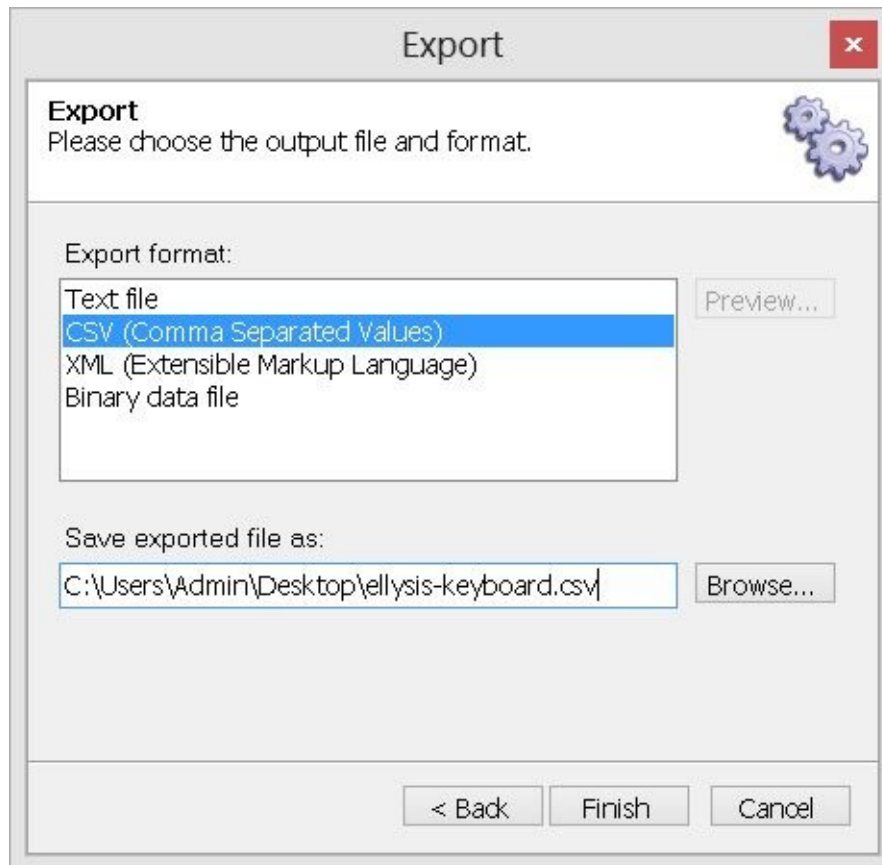 Export
Export
Please choose the output file and format.
Export format:
Text file
Preview...
CSV (Comma Separated Values)
XML (Extensible Markup Language)
Binary data file
Save exported file as:
C:\Users\Admin\Desktop\ellysis-keyboard.csv
Browse...
< Back
Finish
Cancel